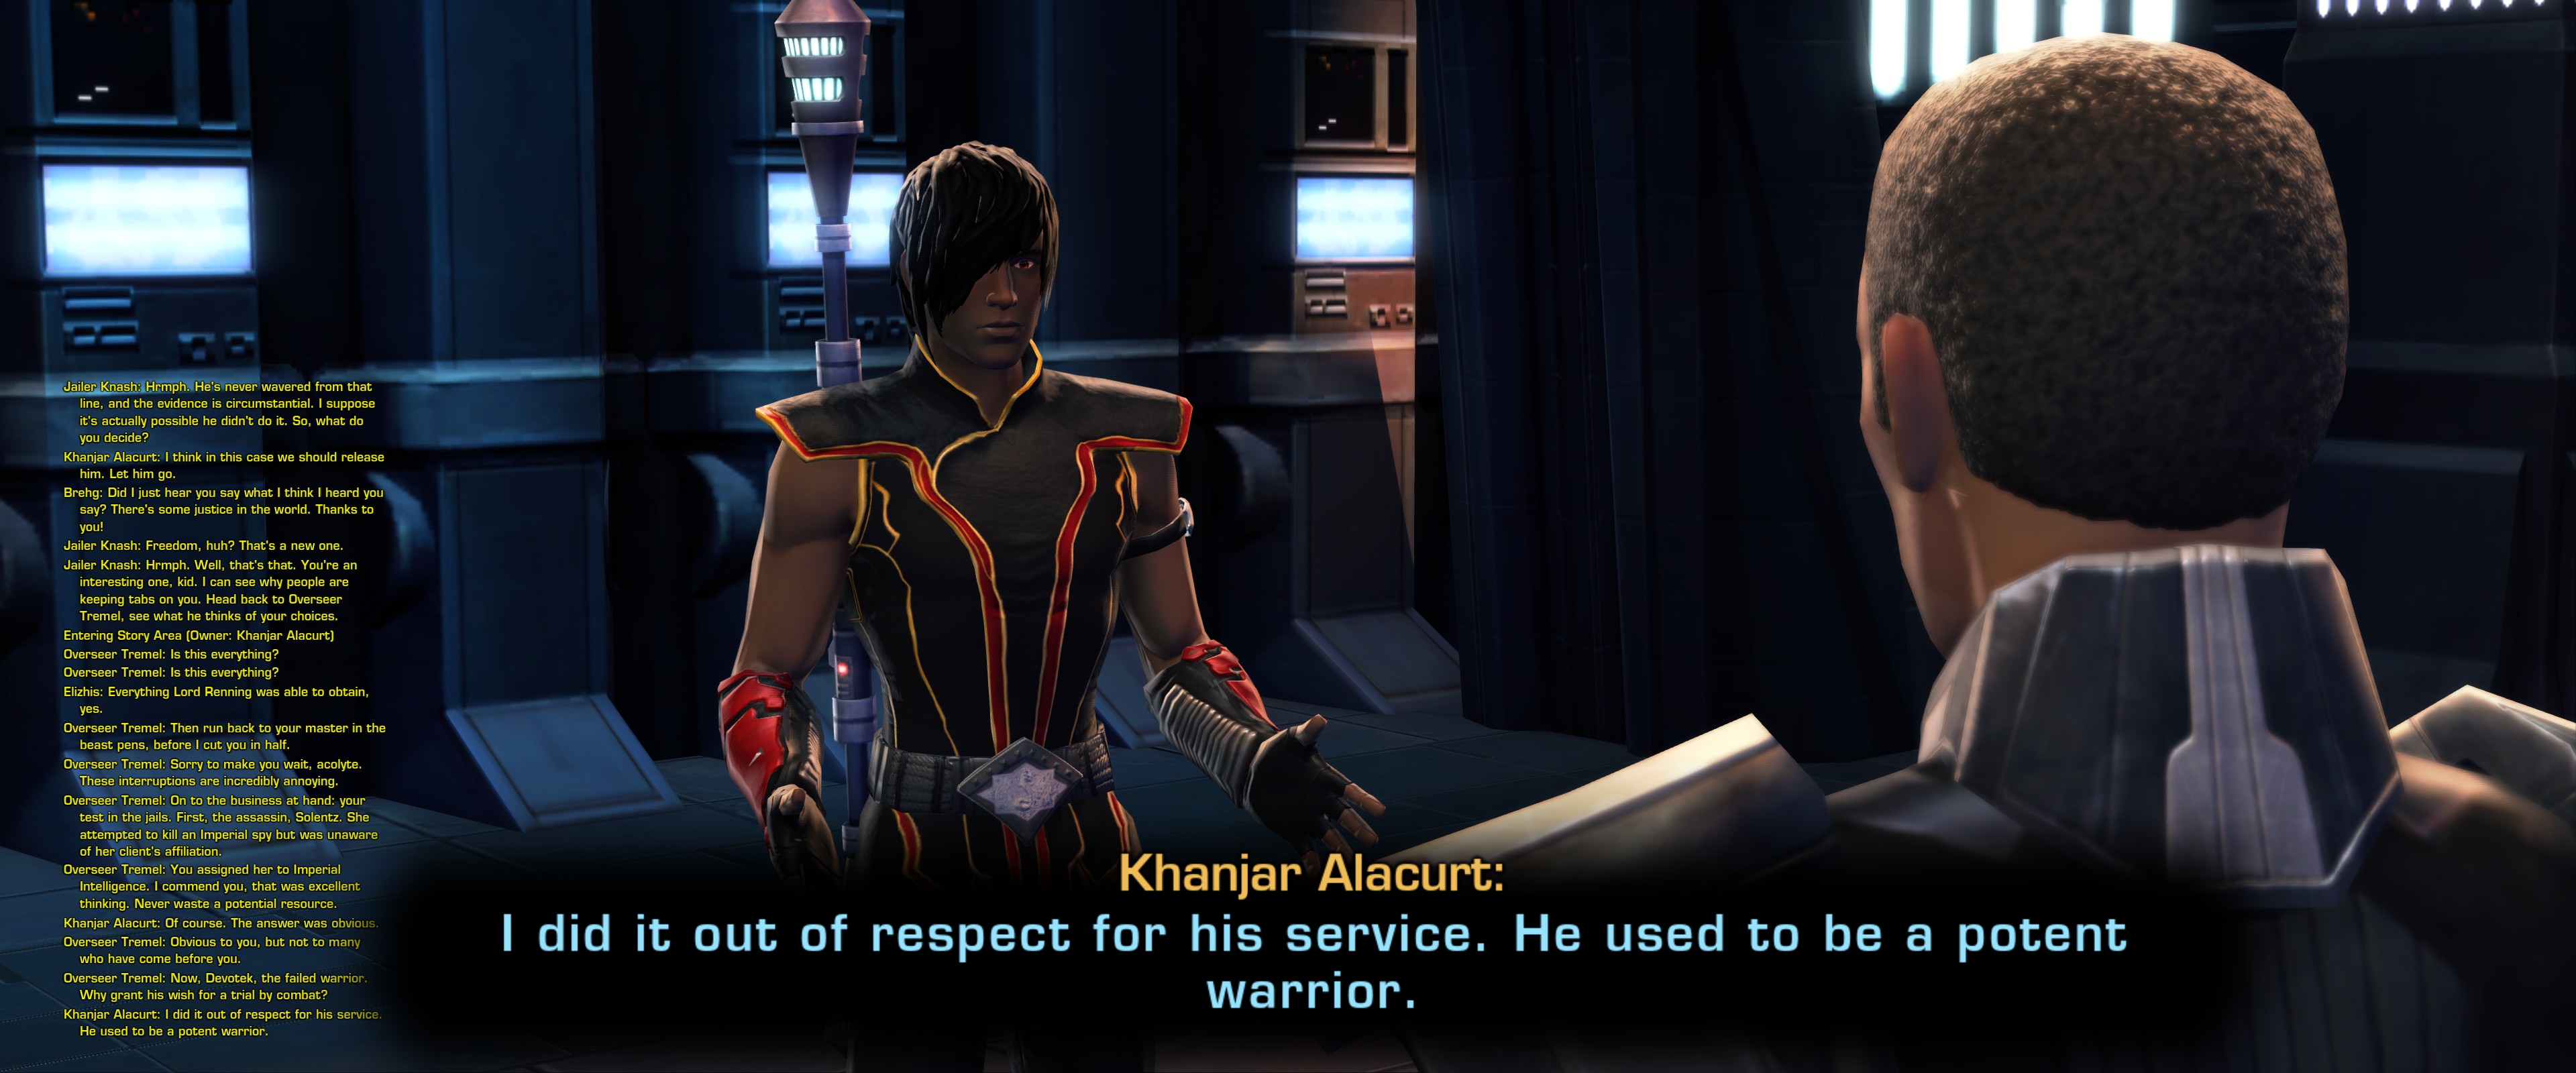 Jailer Knash: Hrmph. He's never wavered from that
line, and the evidence is circumstantial. I suppose
it's actually possible he didn't do it. So, what do
you decide?
Khanjar Alacurt: I think in this case we should release
him. Let him go.
Brehg: Did I just hear you say what I think I heard you
say? There's some justice in the world. Thanks to
you!
Jailer Knash: Freedom, huh? That's a new one.
Jailer Knash: Hrmph. Well, that's that. You're an
interesting one, kid. I can see why people are
keeping tabs on you. Head back to Overseer
Tremel, see what he thinks of your choices.
Entering Story Area (Owner: Khanjar Alacurt)
Overseer Tremel: Is this everything?
Overseer Tremel: Is this everything?
Elizhis: Everything Lord Renning was able to obtain,
yes.
Overseer Tremel: Then run back to your master in the
beast pens, before I cut you in half.
Overseer Tremel: Sorry to make you wait, acolyte.
These interruptions are incredibly annoying.
Overseer Tremel: On to the business at hand: your
test in the jails. First, the assassin, Solentz. She
attempted to kill an Imperial spy but was unaware
of her client's affiliation.
Overseer Tremel: You assigned her to Imperial
Intelligence. I commend you, that was excellent
thinking. Never waste a potential resource.
Khanjar Alacurt: Of course. The answer was obvious.
Overseer Tremel: Obvious to you, but not to many
who have come before you.
Overseer Tremel: Now, Devotek, the failed warrior.
Why grant his wish for a trial by combat?
Khanjar Alacurt: I did it out of respect for his service.
He used to be a potent warrior.
Khanjar Alacurt:
I did it out of respect for his service. He used to be a potent
warrior.